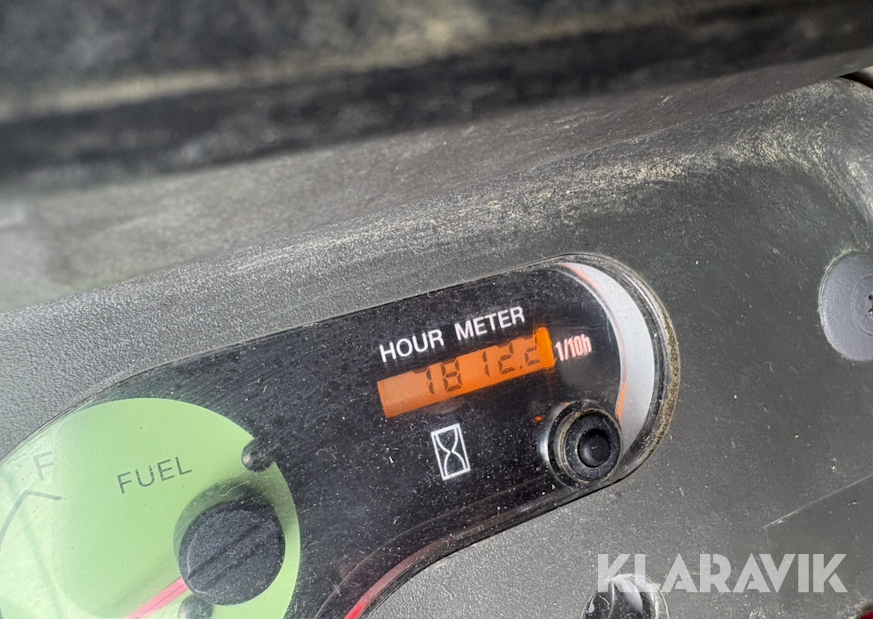 HOUR METER
1812.2 1/10h
F
FUEL
KLARAVIK